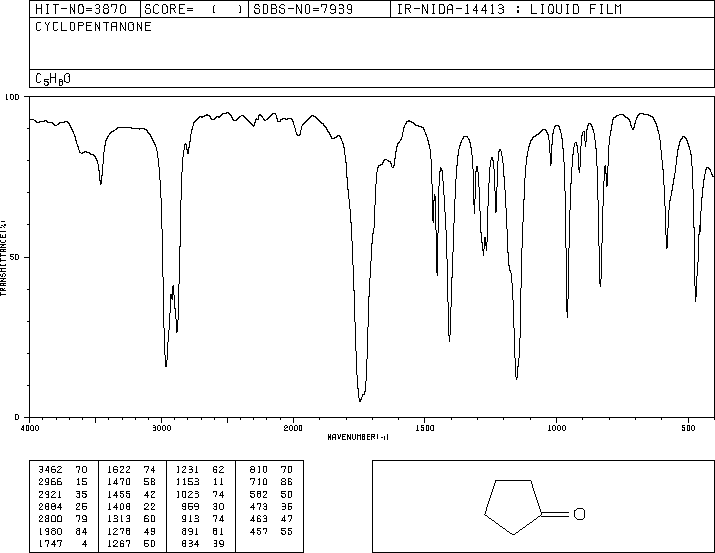 HIT-NO=3870 SCORE= ( ) SDBS-NO=7939 IR-NIDA-14413 : LIQUID FILM
CYCLOPENTANONE
C5H8O
100
TRANSMITTANCE(%)
50
0
4000 3000 2000 1500 1000 500
WAVENUMBER(-1)
3462 70 1622 74 1231 62 810 70
2966 15 1470 58 1153 11 710 86
2921 35 1455 42 1023 74 582 50
2884 25 1408 22 959 30 473 35
2800 79 1313 60 913 74 463 47
1980 84 1278 49 891 81 457 55
1747 4 1267 50 834 39
O